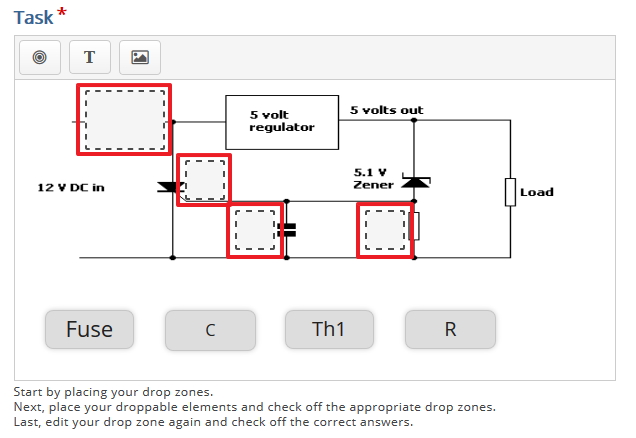 Task *
T
5 volt
regulator
5 volts out
12 V DC in
5.1 V
Zener
Load
Fuse
C
Th1
R
Start by placing your drop zones.
Next, place your droppable elements and check off the appropriate drop zones.
Last, edit your drop zone again and check off the correct answers.